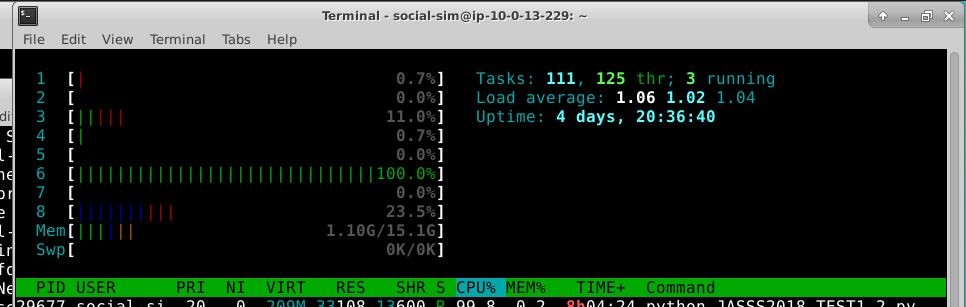 Terminal - social-sim@ip-10-0-13-229: ~
File Edit View Terminal Tabs Help
1 [| 0.7%] Tasks: 111, 125 thr; 3 running
2 [ 0.0%] Load average: 1.06 1.02 1.04
3 [||||| 11.0%] Uptime: 4 days, 20:36:40
4 [| 0.7%]
5 [ 0.0%]
6 [||||||||||||||||||||||||||||||100.0%]
7 [ 0.0%]
8 [|||||||||| 23.5%]
Mem[|||||| 1.10G/15.1G]
Swp[ 0K/0K]
PID USER PRI NI VIRT RES SHR S CPU% MEM% TIME+ Command
29677 social-si 20 0 209M 33108 13600 R 99.8 0.2 8h04:24 python JASSS2018_TEST1_2.py